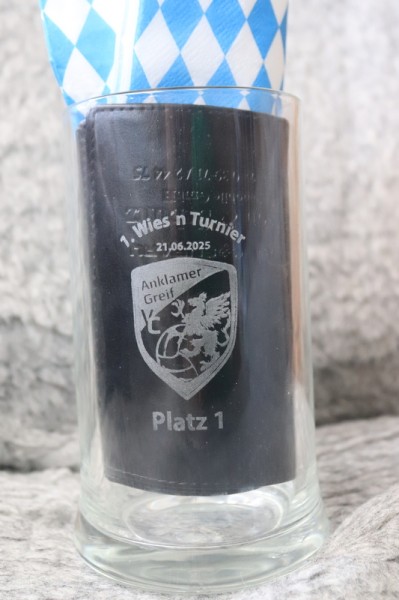 1. Wies´n Turnier
21.06.2025
Anklamer
Greif
VC
Platz 1